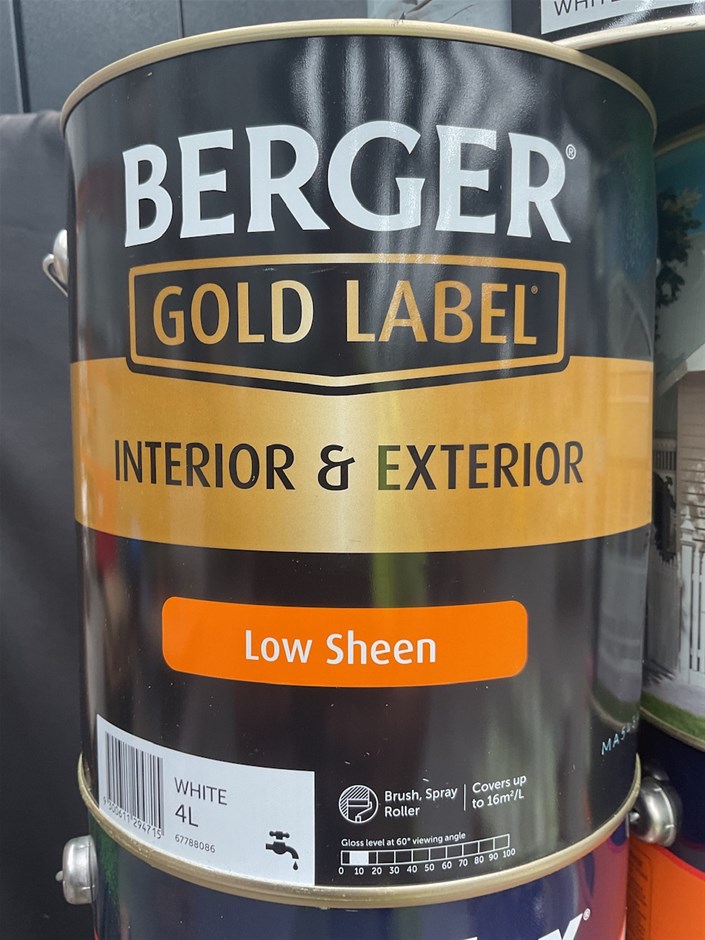 BERGER®
GOLD LABEL®
INTERIOR & EXTERIOR
Low Sheen
WHITE
4L
67788086
Brush, Spray
Roller
Covers up
to 16m²/L
Gloss level at 60° viewing angle
0 10 20 30 40 50 60 70 80 90 100